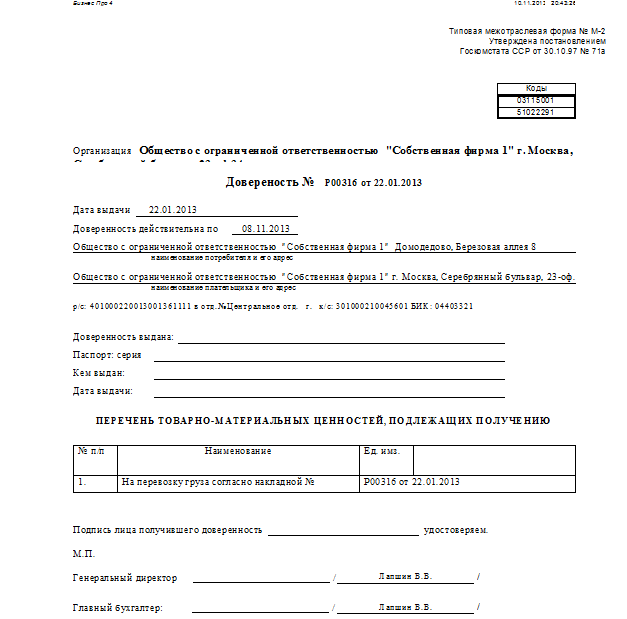 Бизнес Про 4 10.11.2013 20:43:26
Типовая межотраслевая форма № М-2
Утверждена постановлением
Госкомстата ССР от 30.10.97 № 71а
Коды
03115001
51022291
Организация Общество с ограниченной ответственностью "Собственная фирма 1" г. Москва,
Довереность № Р00316 от 22.01.2013
Дата выдачи 22.01.2013
Доверенность действительна по 08.11.2013
Общество с ограниченной ответственностью "Собственная фирма 1" Домодедово, Березовая аллея 8
наименование потребителя и его адрес
Общество с ограниченной ответственностью "Собственная фирма 1" г. Москва, Серебрянный бульвар, 23-оф.
наименование плательщика и его адрес
р/с: 401000220013001361111 в отд.№Центральное отд. г. к/с: 301000210045601 БИК: 04403321
Доверенность выдана:
Паспорт: серия
Кем выдан:
Дата выдачи:
ПЕРЕЧЕНЬ ТОВАРНО-МАТЕРИАЛЬНЫХ ЦЕННОСТЕЙ, ПОДЛЕЖАЩИХ ПОЛУЧЕНИЮ
№ п/п Наименование Ед. имз.
1. На перевозку груза согласно накладной № Р00316 от 22.01.2013
Подпись лица получившего доверенность удостоверяем.
М.П.
Генеральный директор / Лапшин В.В. /
Главный бухгалтер: / Лапшин В.В. /